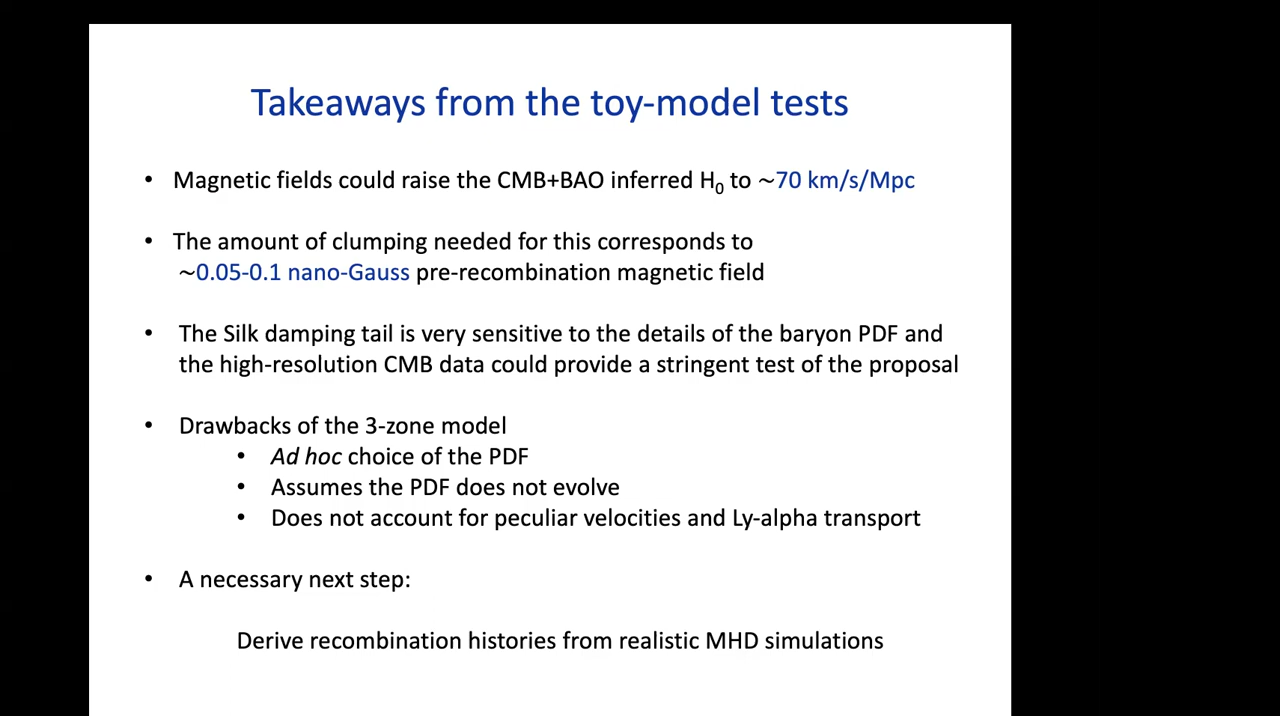 Takeaways from the toy-model tests
• Magnetic fields could raise the CMB+BAO inferred H₀ to ~70 km/s/Mpc
• The amount of clumping needed for this corresponds to
~0.05-0.1 nano-Gauss pre-recombination magnetic field
• The Silk damping tail is very sensitive to the details of the baryon PDF and
the high-resolution CMB data could provide a stringent test of the proposal
• Drawbacks of the 3-zone model
• Ad hoc choice of the PDF
• Assumes the PDF does not evolve
• Does not account for peculiar velocities and Ly-alpha transport
• A necessary next step:
Derive recombination histories from realistic MHD simulations